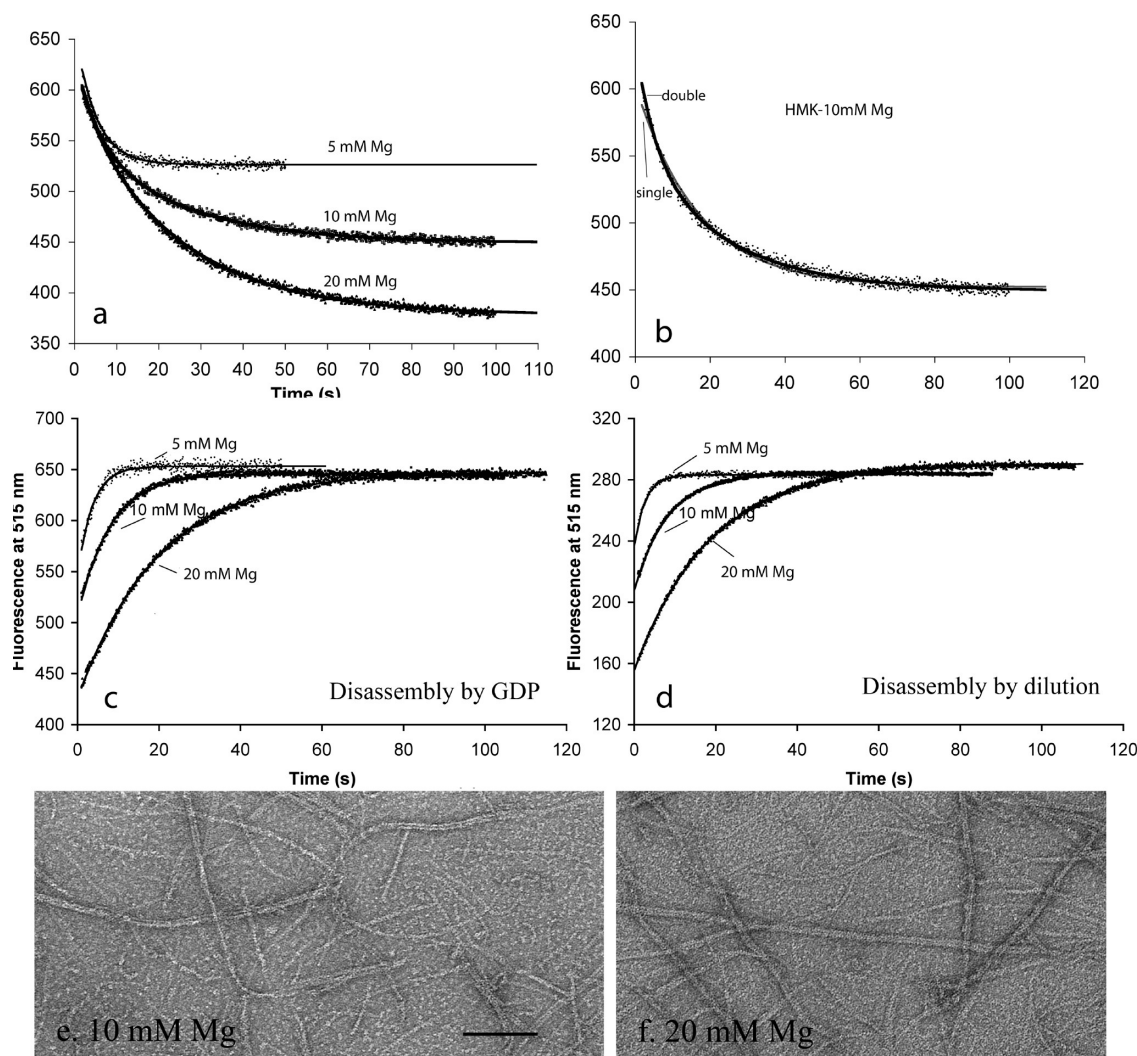 650
600
550
500
450
400
350
5 mM Mg
10 mM Mg
20 mM Mg
a
0 10 20 30 40 50 60 70 80 90 100 110
Time (s)
650
600
550
500
450
400
double
single
HMK-10mM Mg
b
0 20 40 60 80 100 120
700
650
600
550
500
450
400
Fluorescence at 515 nm
5 mM Mg
10 mM Mg
20 mM Mg
c
Disassembly by GDP
0 20 40 60 80 100 120
Time (s)
320
280
240
200
160
120
Fluorescence at 515 nm
5 mM Mg
10 mM Mg
20 mM Mg
d
Disassembly by dilution
0 20 40 60 80 100 120
Time (s)
e. 10 mM Mg
f. 20 mM Mg